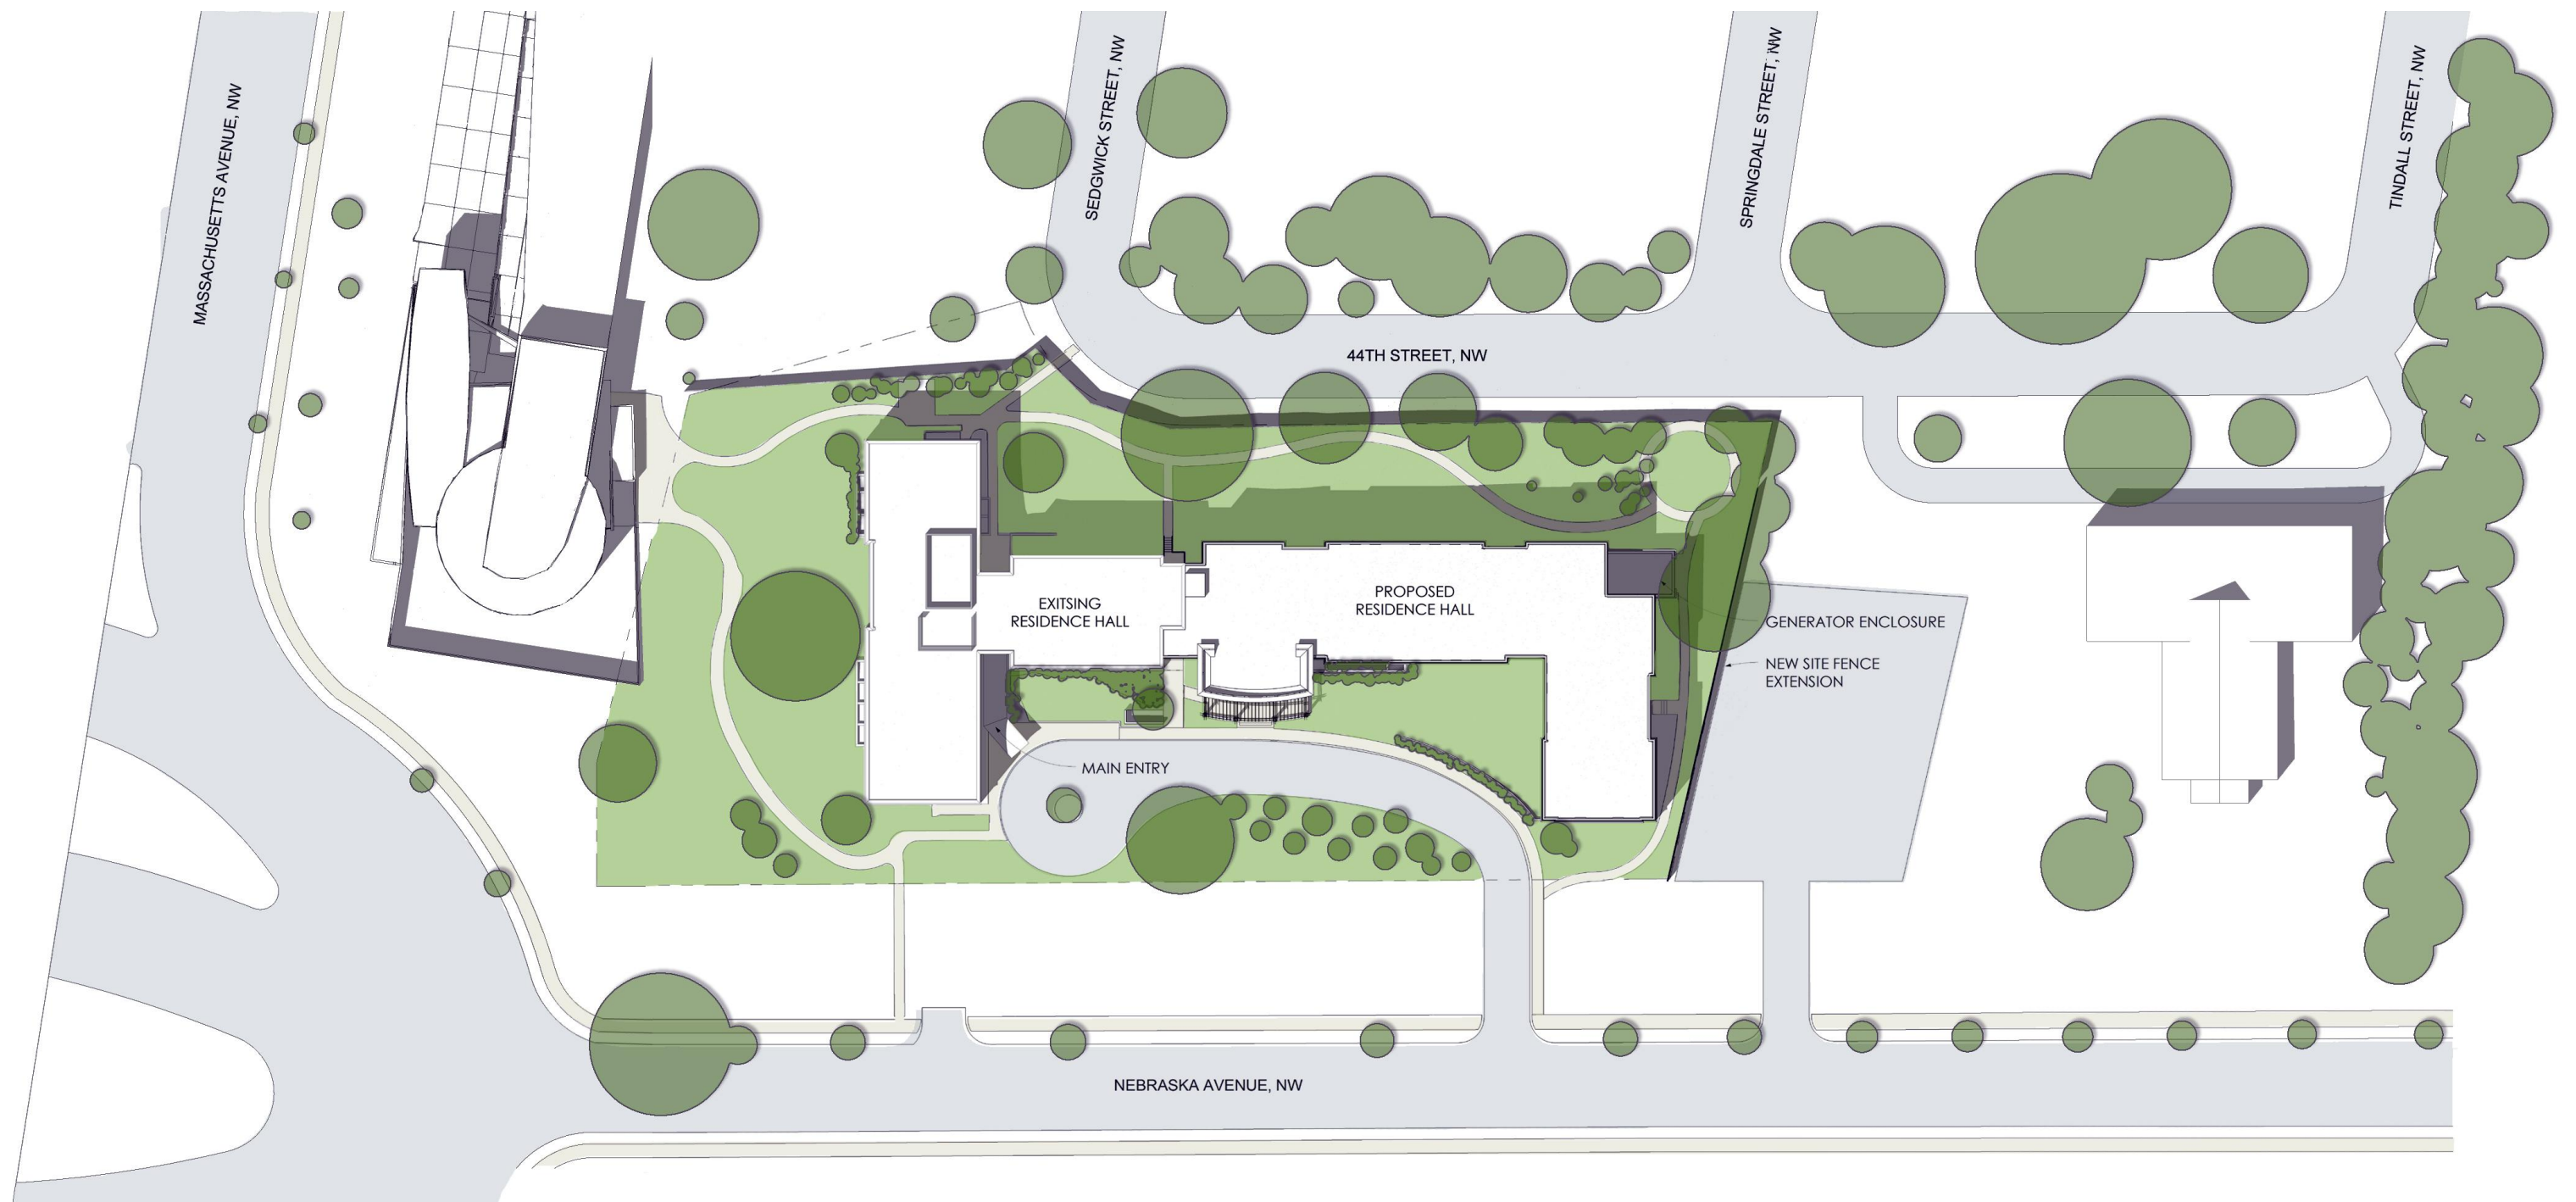 MASSACHUSETTS AVENUE, NW
SEDGWICK STREET, NW
SPRINGDALE STREET, NW
TINDALL STREET, NW
44TH STREET, NW
EXITSING
RESIDENCE HALL
PROPOSED
RESIDENCE HALL
GENERATOR ENCLOSURE
NEW SITE FENCE
EXTENSION
MAIN ENTRY
NEBRASKA AVENUE, NW